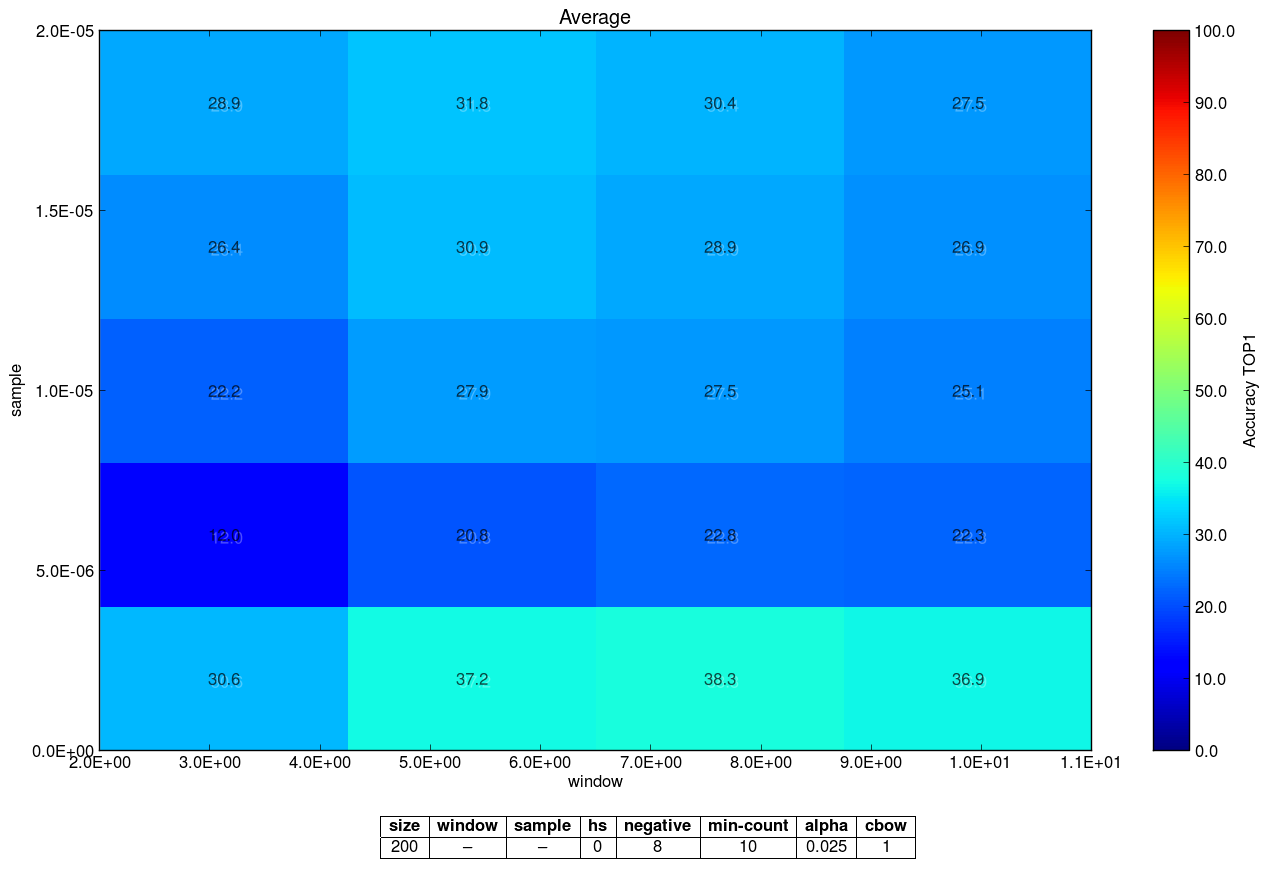 Average
2.0E-05 100.0
90.0
28.9 31.8 30.4 27.5
80.0
1.5E-05
70.0
26.4 30.9 28.9 26.9
60.0
sample 1.0E-05 22.2 27.9 27.5 25.1 50.0 Accuracy TOP1
40.0
30.0
12.0 20.8 22.8 22.3
5.0E-06
20.0
30.6 37.2 38.3 36.9
10.0
0.0E+00 0.0
2.0E+00 3.0E+00 4.0E+00 5.0E+00 6.0E+00 7.0E+00 8.0E+00 9.0E+00 1.0E+01 1.1E+01
window
size window sample hs negative min-count alpha cbow
200 – – 0 8 10 0.025 1